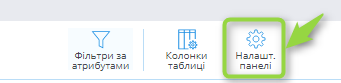 Фільтри за
атрибутами
Колонки
таблиці
Налашт.
панелі